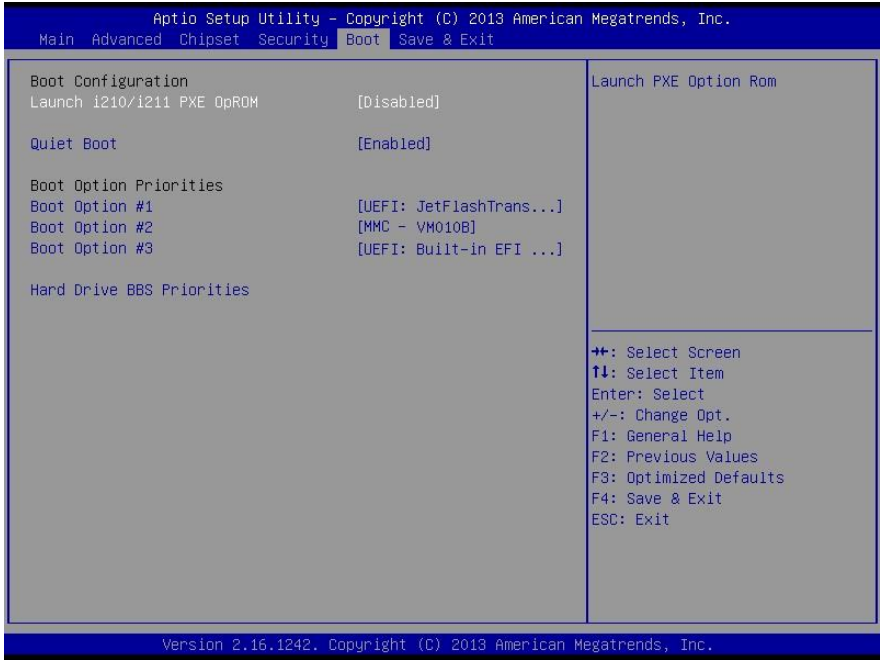 Aptio Setup Utility – Copyright (C) 2013 American Megatrends, Inc.
Main Advanced Chipset Security Boot Save & Exit
Boot Configuration
Launch i210/i211 PXE OpROM [Disabled]
Quiet Boot [Enabled]
Boot Option Priorities
Boot Option #1 [UEFI: JetFlashTrans...]
Boot Option #2 [MMC - VM010B]
Boot Option #3 [UEFI: Built-in EFI ...]
Hard Drive BBS Priorities
Launch PXE Option Rom
→←: Select Screen
↑↓: Select Item
Enter: Select
+/-: Change Opt.
F1: General Help
F2: Previous Values
F3: Optimized Defaults
F4: Save & Exit
ESC: Exit
Version 2.16.1242. Copyright (C) 2013 American Megatrends, Inc.